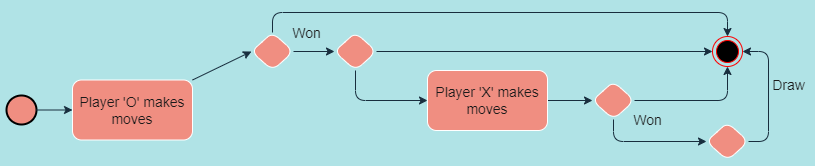 Won
Player 'O' makes
moves
Player 'X' makes
moves
Won
Draw